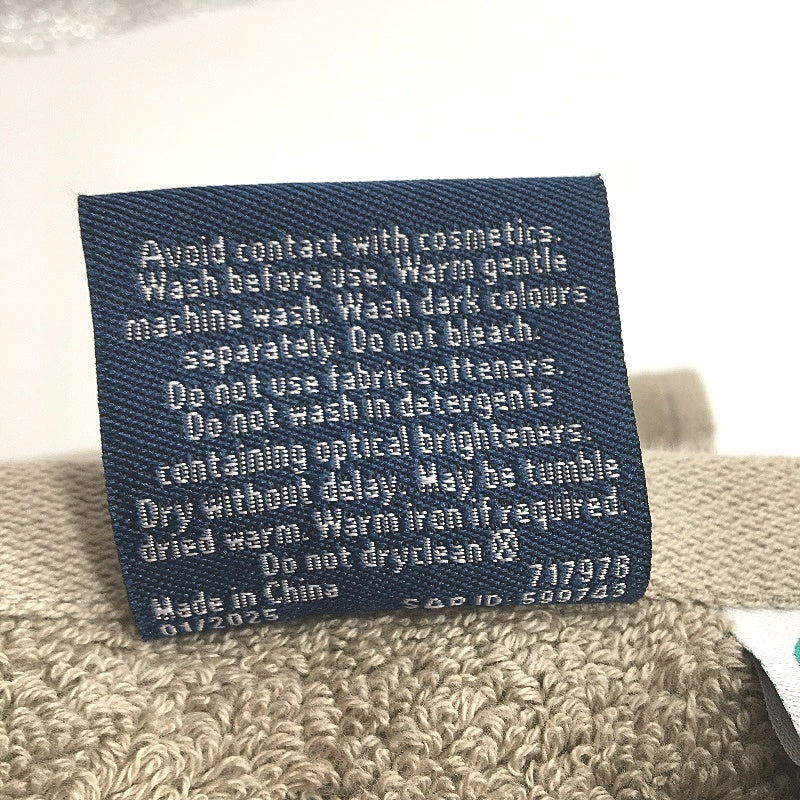 Avoid contact with cosmetics.
Wash before use. Warm gentle
machine wash. Wash dark colours
separately. Do not bleach.
Do not use fabric softeners.
Do not wash in detergents
containing optical brighteners.
Dry without delay. May be tumble
dried warm. Warm iron if required.
Do not dryclean
717978
Made in China
SAP ID 599743
01/2025